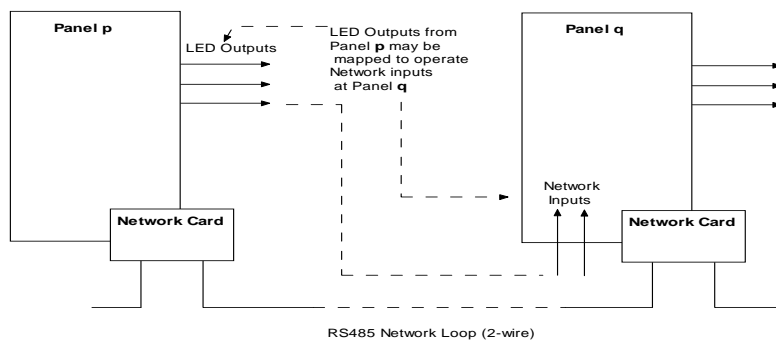 Panel p
LED Outputs
LED Outputs from
Panel p may be
mapped to operate
Network inputs
at Panel q
Panel q
Network
Inputs
Network Card
Network Card
RS485 Network Loop (2-wire)